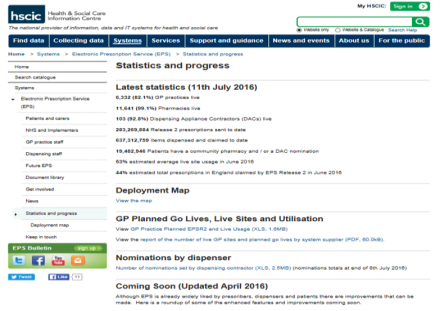 hscic Health & Social Care
Information Centre
The national provider of information, data and IT systems for health and social care
My HSCIC: Sign in
Website only Website & Catalogue Search Help
Find data Collecting data Systems Services Support and guidance News and events About us For the public
Home > Systems > Electronic Prescription Service (EPS) > Statistics and progress
Home
Search catalogue
Systems
Electronic Prescription Service
(EPS)
Patients and carers
NHS and Implementers
GP practice staff
Dispensing staff
Future EPS
Document library
Get involved
News
Statistics and progress
Deployment map
Keep in touch
EPS Bulletin sign up
Tweet Like 11
Statistics and progress
Latest statistics (11th July 2016)
6,332 (82.1%) GP practices live
11,641 (99.1%) Pharmacies live
103 (92.8%) Dispensing Appliance Contractors (DACs) live
283,269,884 Release 2 prescriptions sent to date
637,312,759 Items dispensed and claimed to date
19,482,946 Patients have a community pharmacy and / or a DAC nomination
53% estimated average live site usage in June 2016
44% estimated total prescriptions in England claimed by EPS Release 2 in June 2016
Deployment Map
View the map
GP Planned Go Lives, Live Sites and Utilisation
View GP Practice Planned EPSR2 and Live Usage (XLS, 1.8MB)
View the report of the number of live GP sites and planned go lives by system supplier (PDF, 60.5kB).
Nominations by dispenser
Number of nominations set by dispensing contractor (XLS, 2.5MB) (nominations totals at end of 8th July 2016)
Coming Soon (Updated April 2016)
Although EPS is already widely liked by prescribers, dispensers and patients there are improvements that can be
made. Here is a roundup of some of the enhanced features and improvements coming soon.